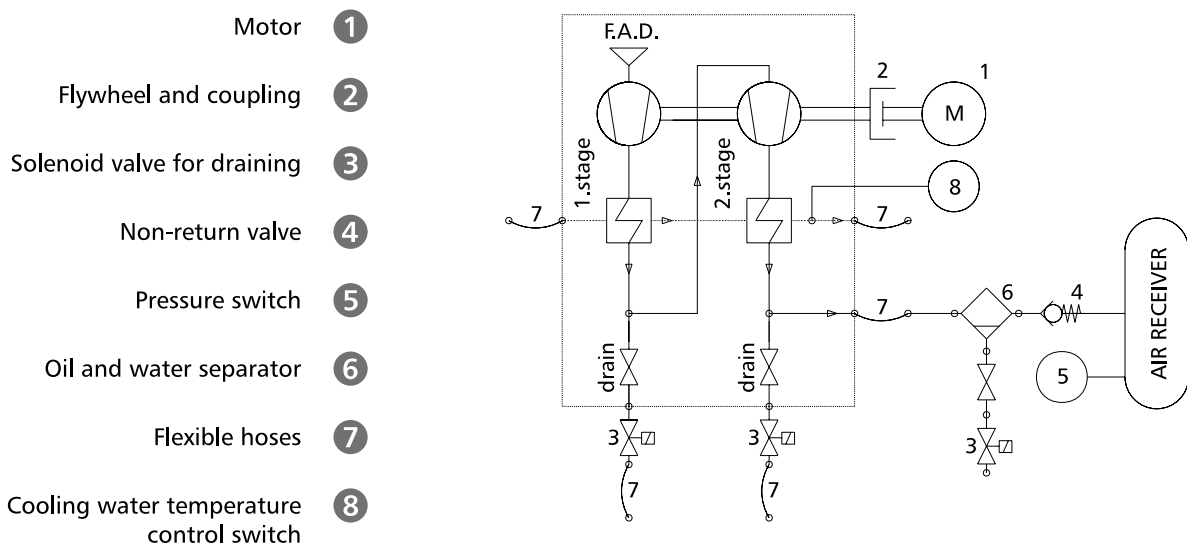 Motor 1
Flywheel and coupling 2
Solenoid valve for draining 3
Non-return valve 4
Pressure switch 5
Oil and water separator 6
Flexible hoses 7
Cooling water temperature 8
control switch
F.A.D.
2
1
M
1.stage
2.stage
8
7
7
7
6
4
AIR RECEIVER
5
drain
drain
3
3
3
7
7